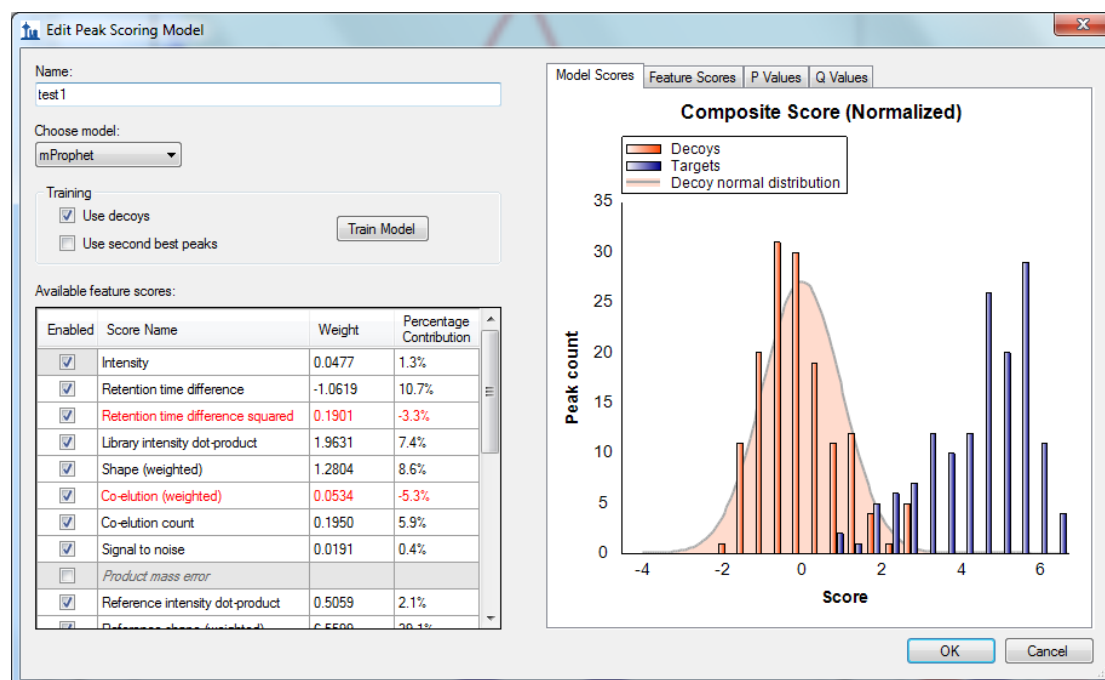 Edit Peak Scoring Model
Name:
test1
Choose model:
mProphet
Training
Use decoys
Use second best peaks
Train Model
Available feature scores:
Enabled Score Name Weight Percentage Contribution
Intensity 0.0477 1.3%
Retention time difference -1.0619 10.7%
Retention time difference squared 0.1901 -3.3%
Library intensity dot-product 1.9631 7.4%
Shape (weighted) 1.2804 8.6%
Co-elution (weighted) 0.0534 -5.3%
Co-elution count 0.1950 5.9%
Signal to noise 0.0191 0.4%
Product mass error
Reference intensity dot-product 0.5059 2.1%
Reference shape (weighted)
Model Scores Feature Scores P Values Q Values
Composite Score (Normalized)
Decoys
Targets
Decoy normal distribution
Peak count
35
30
25
20
15
10
5
0
-4 -2 0 2 4 6
Score
OK Cancel